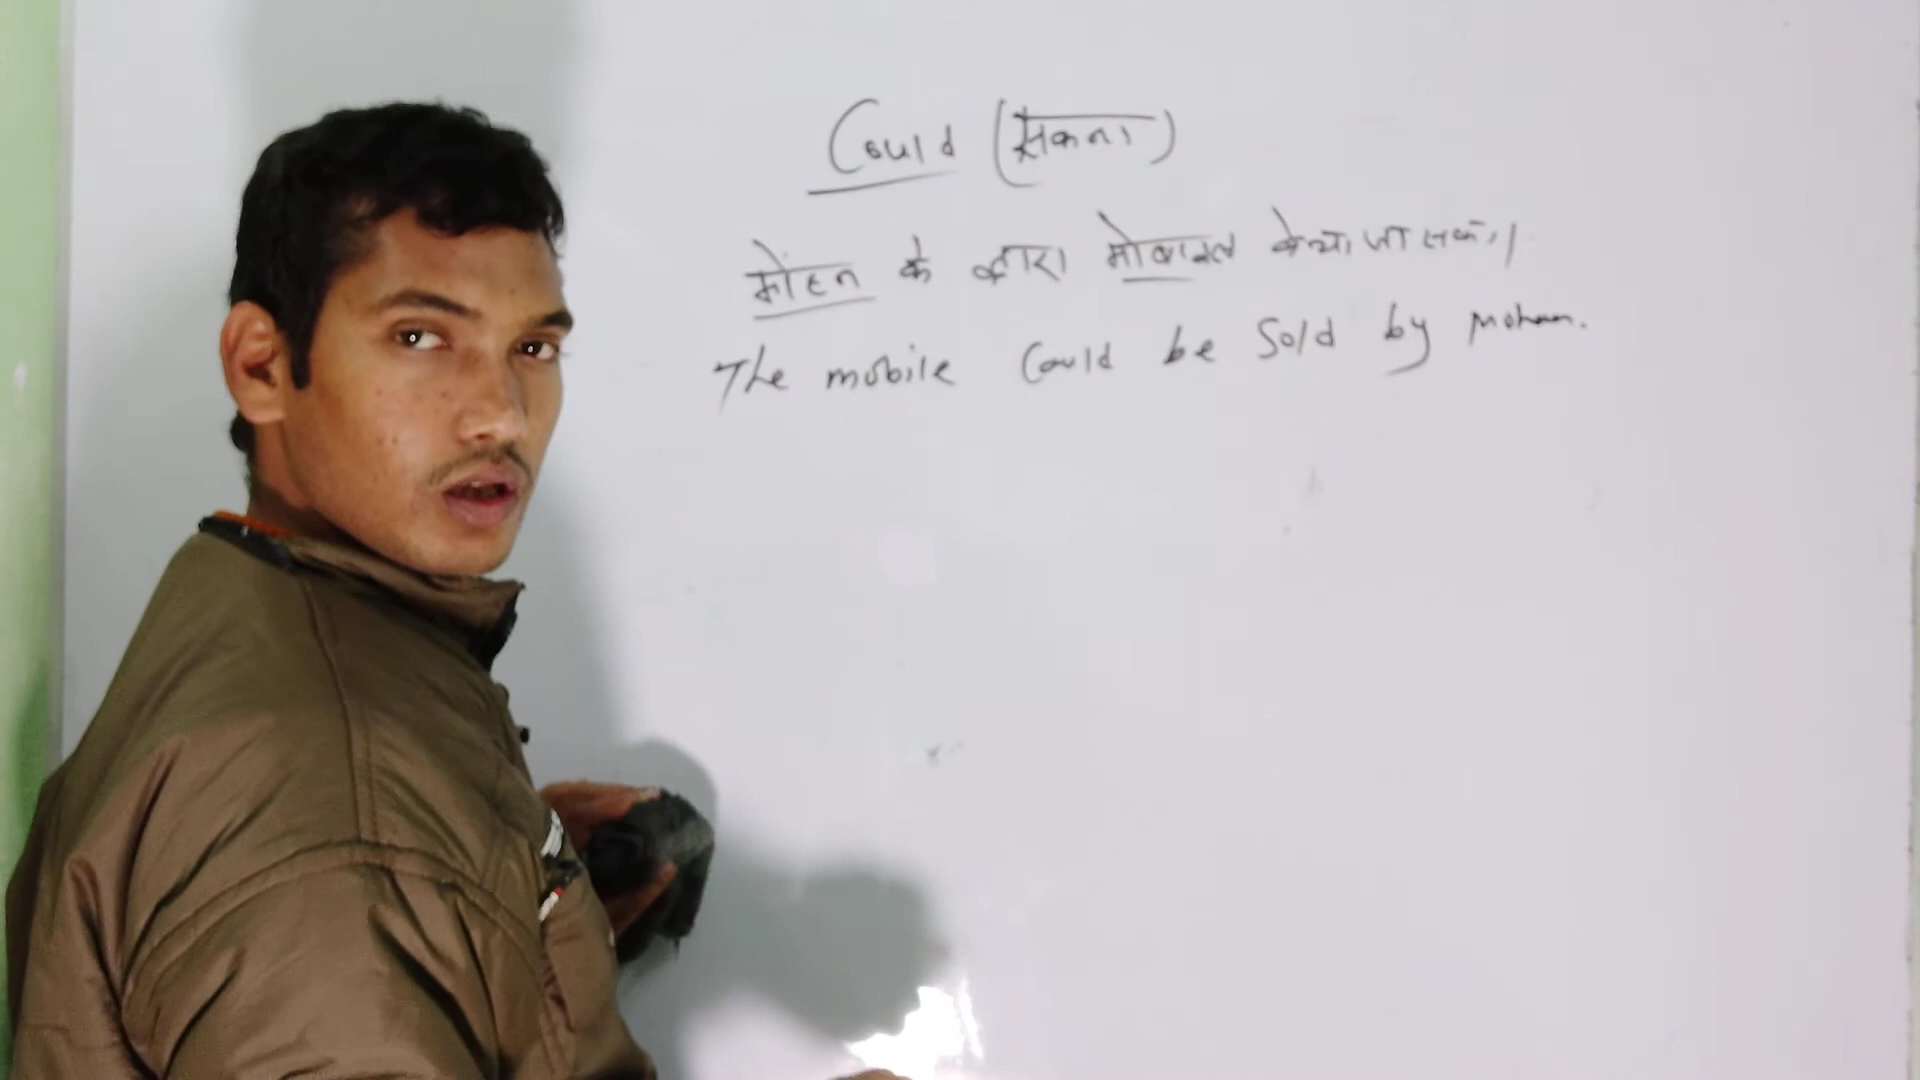 Could (सकना)
मोहन के द्वारा मोबाइल बेचा जा सका।
The mobile Could be Sold by Mohan.